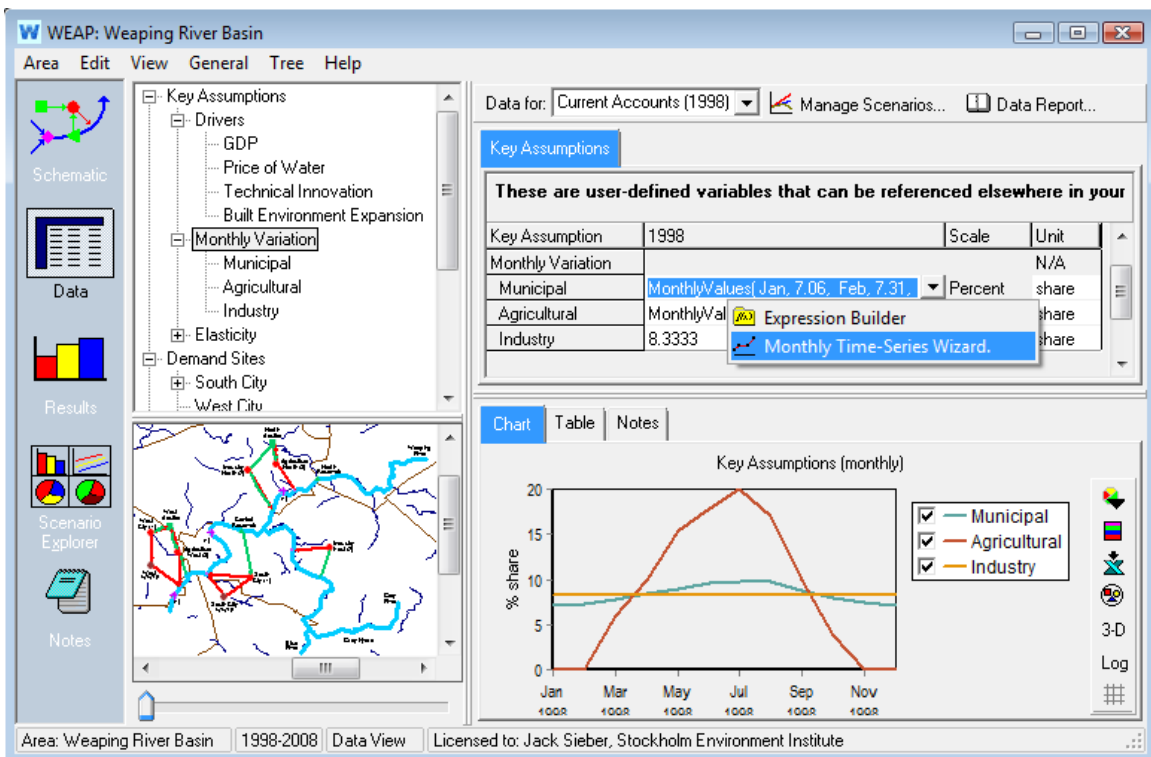 WEAP: Weaping River Basin
Area Edit View General Tree Help
Schematic
Data
Results
Scenario
Explorer
Notes
Key Assumptions
Drivers
GDP
Price of Water
Technical Innovation
Built Environment Expansion
Monthly Variation
Municipal
Agricultural
Industry
Elasticity
Demand Sites
South City
West City
Data for: Current Accounts (1998) Manage Scenarios... Data Report...
Key Assumptions
These are user-defined variables that can be referenced elsewhere in your
Key Assumption 1998 Scale Unit
Monthly Variation N/A
Municipal MonthlyValues( Jan, 7.06, Feb, 7.31, Percent share
Agricultural MonthlyVal share
Industry 8.3333 share
Expression Builder
Monthly Time-Series Wizard.
Chart Table Notes
Key Assumptions (monthly)
% share
20
15
10
5
0
Jan Mar May Jul Sep Nov
1998 1998 1998 1998 1998 1998
Municipal
Agricultural
Industry
3-D
Log
Area: Weaping River Basin 1998-2008 Data View Licensed to: Jack Sieber, Stockholm Environment Institute